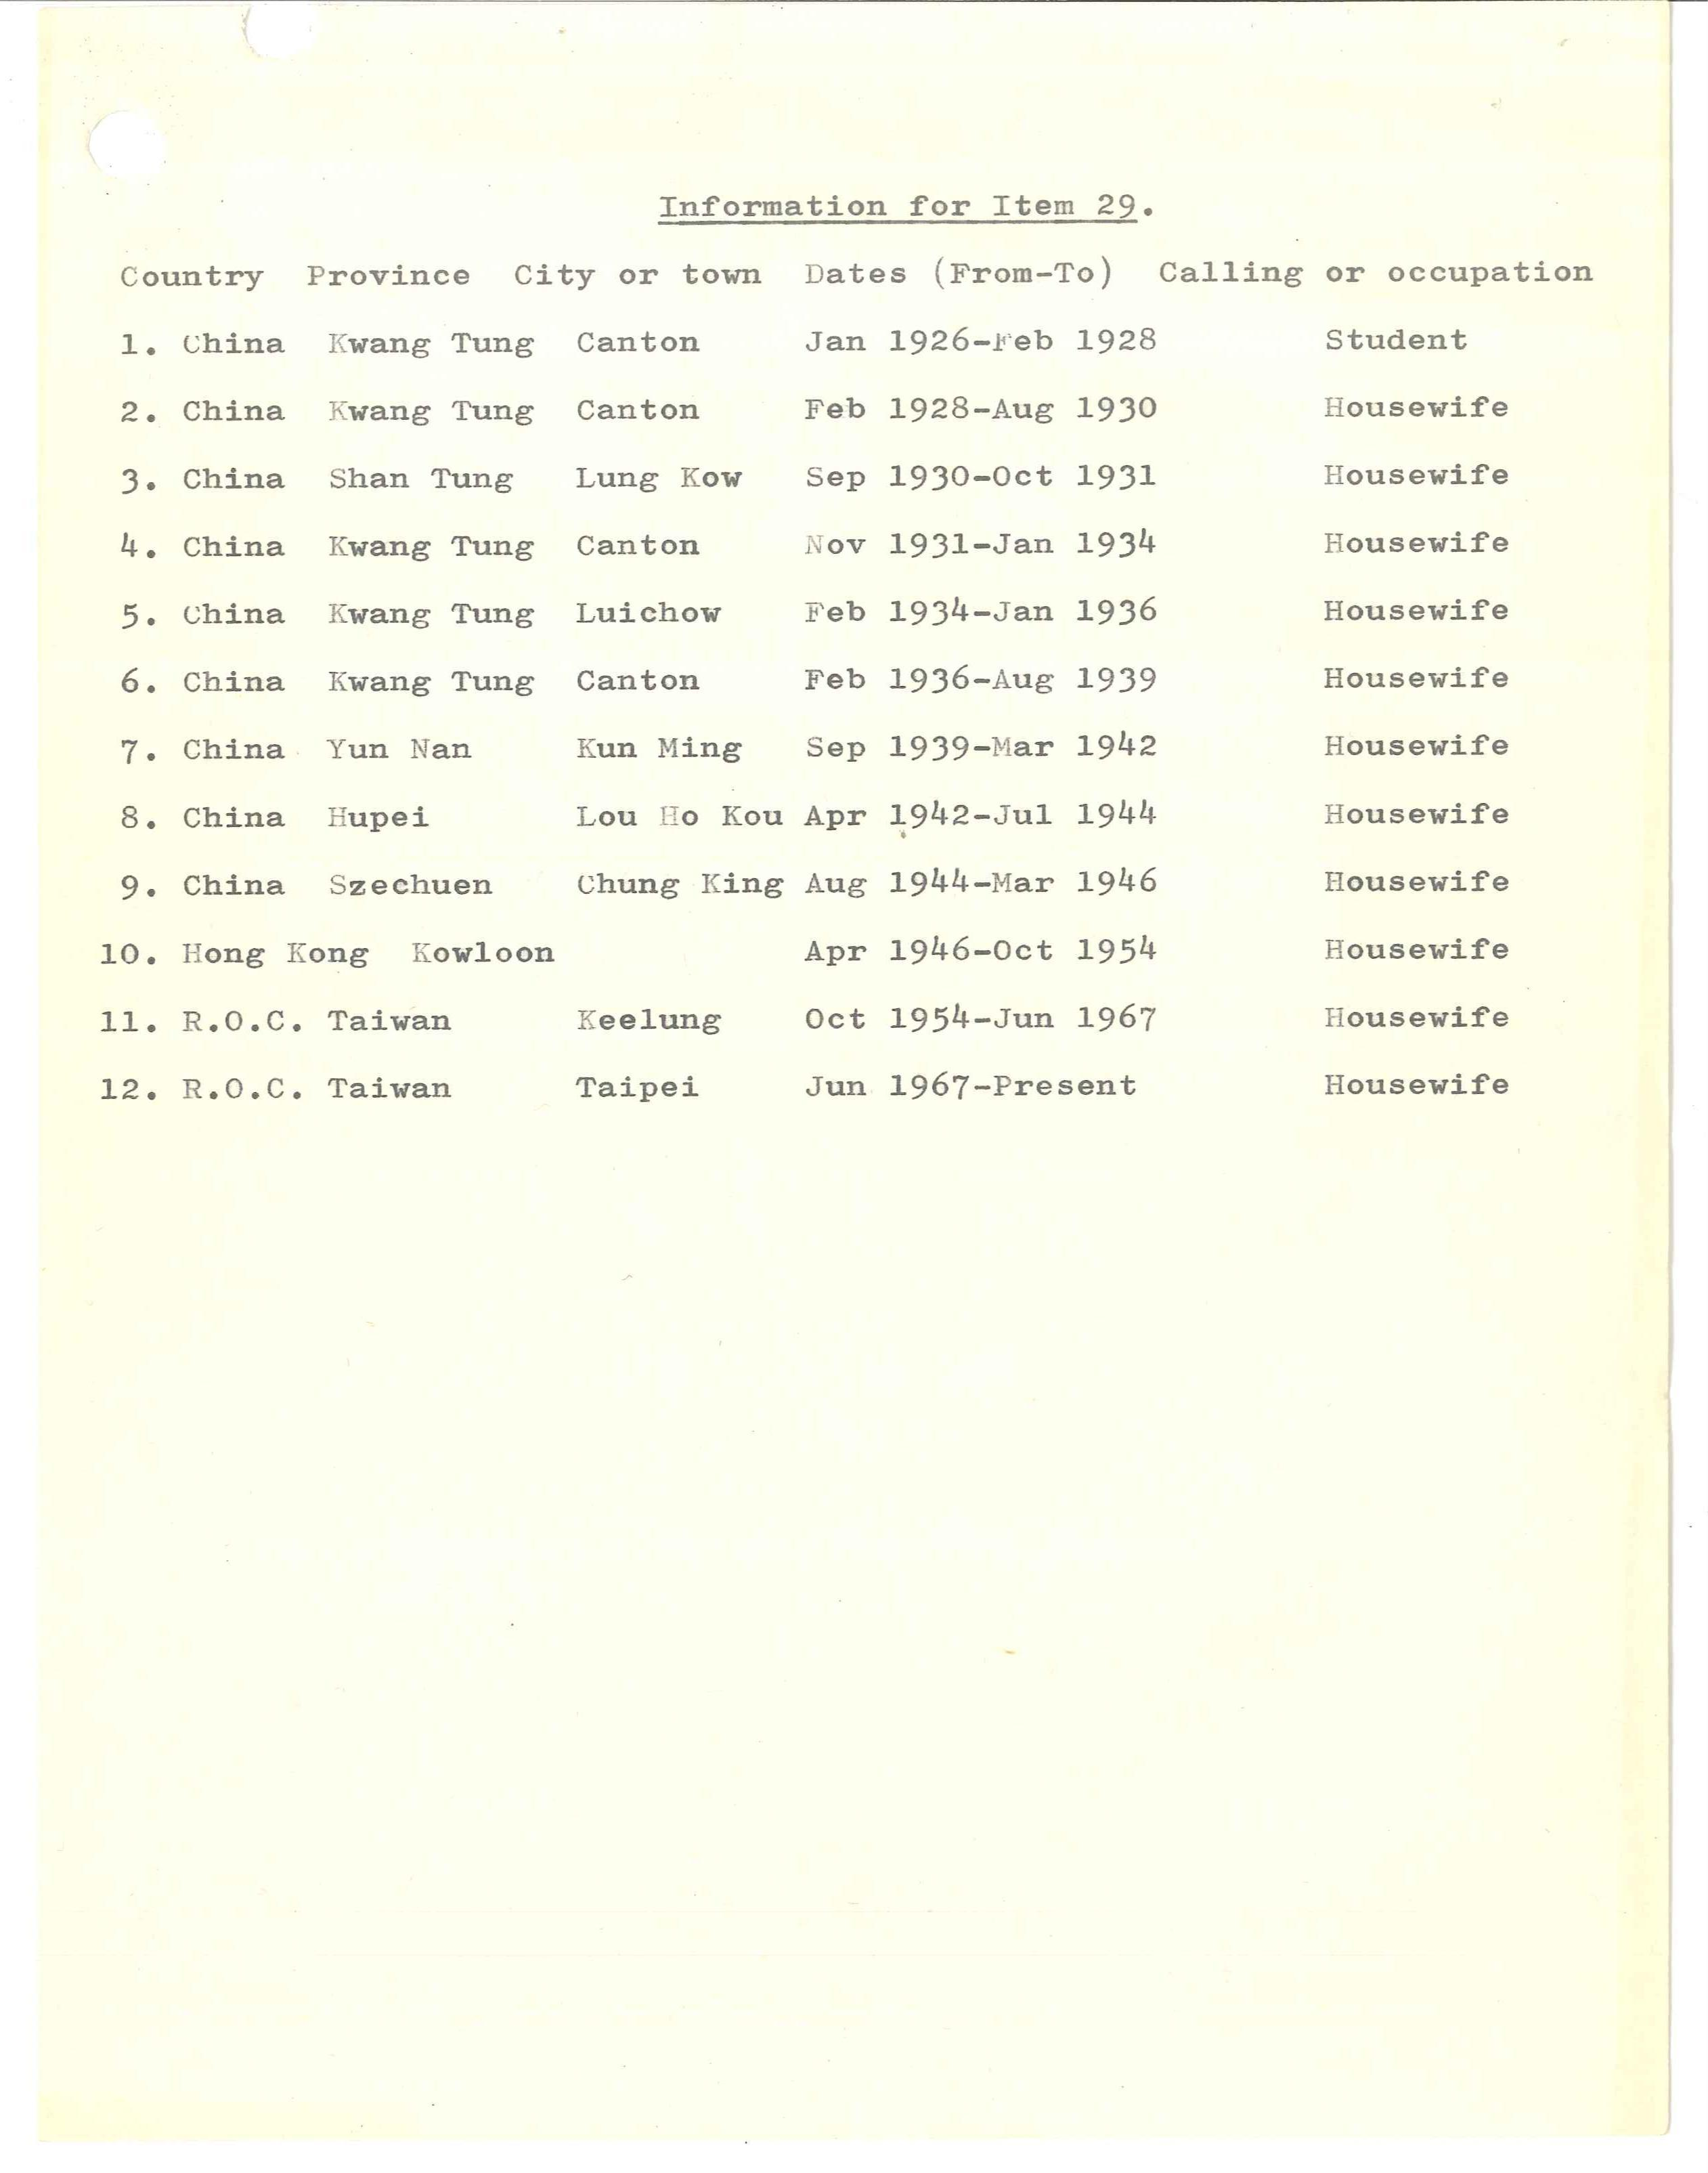 Information for Item 29.
Country Province City or town Dates (From-To) Calling or occupation
1. China Kwang Tung Canton Jan 1926-Feb 1928 Student
2. China Kwang Tung Canton Feb 1928-Aug 1930 Housewife
3. China Shan Tung Lung Kow Sep 1930-Oct 1931 Housewife
4. China Kwang Tung Canton Nov 1931-Jan 1934 Housewife
5. China Kwang Tung Luichow Feb 1934-Jan 1936 Housewife
6. China Kwang Tung Canton Feb 1936-Aug 1939 Housewife
7. China Yun Nan Kun Ming Sep 1939-Mar 1942 Housewife
8. China Hupei Lou Ho Kou Apr 1942-Jul 1944 Housewife
9. China Szechuen Chung King Aug 1944-Mar 1946 Housewife
10. Hong Kong Kowloon Apr 1946-Oct 1954 Housewife
11. R.O.C. Taiwan Keelung Oct 1954-Jun 1967 Housewife
12. R.O.C. Taiwan Taipei Jun 1967-Present Housewife